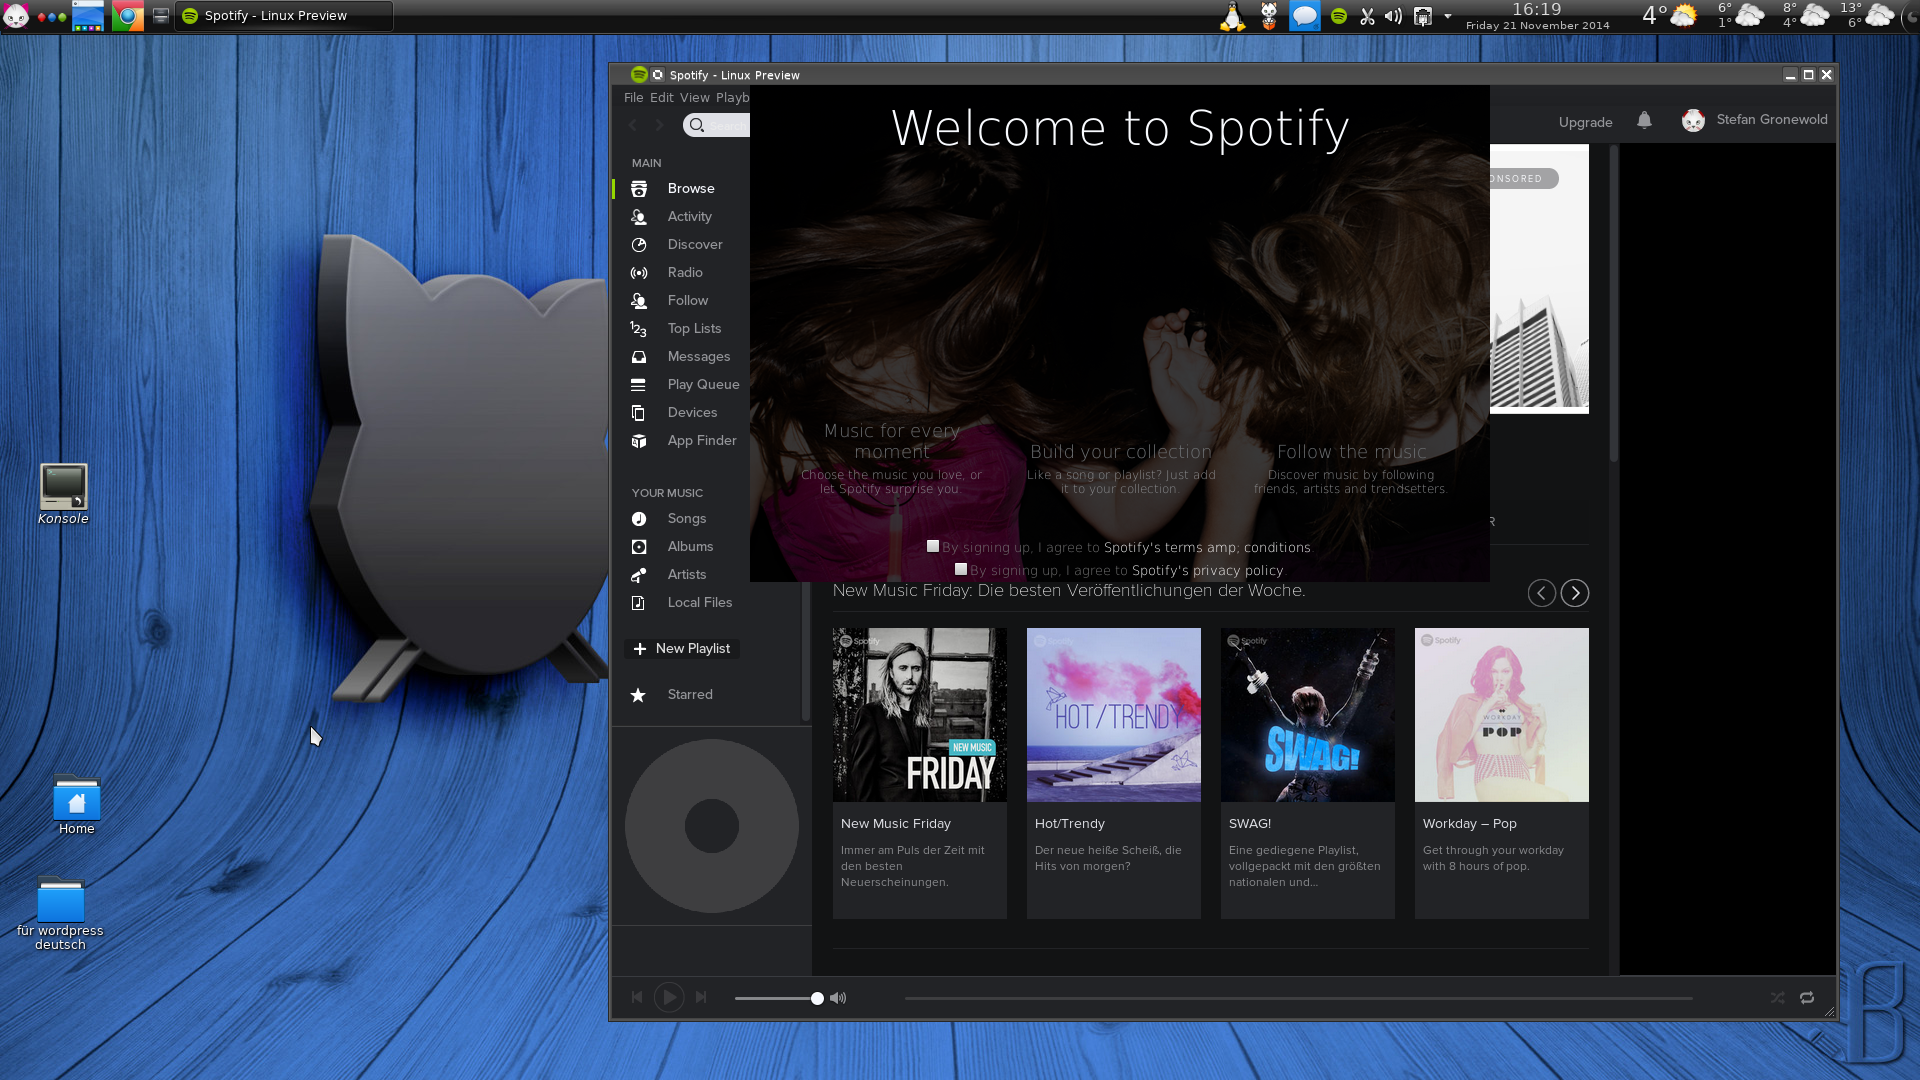 Spotify - Linux Preview
16:19
Friday 21 November 2014
4°
6°
1°
8°
4°
13°
6°
Spotify - Linux Preview
File Edit View Playb
Welcome to Spotify
Search
Upgrade
Stefan Gronewold
MAIN
Browse
Activity
Discover
Radio
Follow
Top Lists
Messages
Play Queue
Devices
App Finder
ONSORED
Music for every
moment
Choose the music you love, or
let Spotify surprise you.
Build your collection
Like a song or playlist? Just add
it to your collection.
Follow the music
Discover music by following
friends, artists and trendsetters.
R
By signing up, I agree to Spotify's terms amp; conditions.
By signing up, I agree to Spotify's privacy policy.
YOUR MUSIC
Songs
Albums
Artists
Local Files
New Playlist
Starred
New Music Friday: Die besten Veröffentlichungen der Woche.
Spotify
NEW MUSIC
FRIDAY
Spotify
HOT/TRENDY
Spotify
SWAG!
Spotify
WORKDAY
POP
New Music Friday
Immer am Puls der Zeit mit
den besten
Neuerscheinungen.
Hot/Trendy
Der neue heiße Scheiß, die
Hits von morgen?
SWAG!
Eine gediegene Playlist,
vollgepackt mit den größten
nationalen und...
Workday – Pop
Get through your workday
with 8 hours of pop.
Konsole
Home
für wordpress
deutsch
B